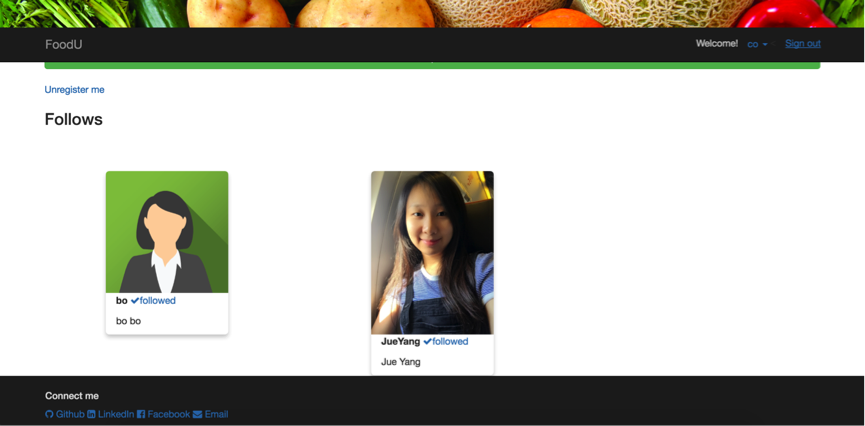 FoodU
Welcome! co Sign out
Unregister me
Follows
bo followed
bo bo
JueYang followed
Jue Yang
Connect me
Github LinkedIn Facebook Email